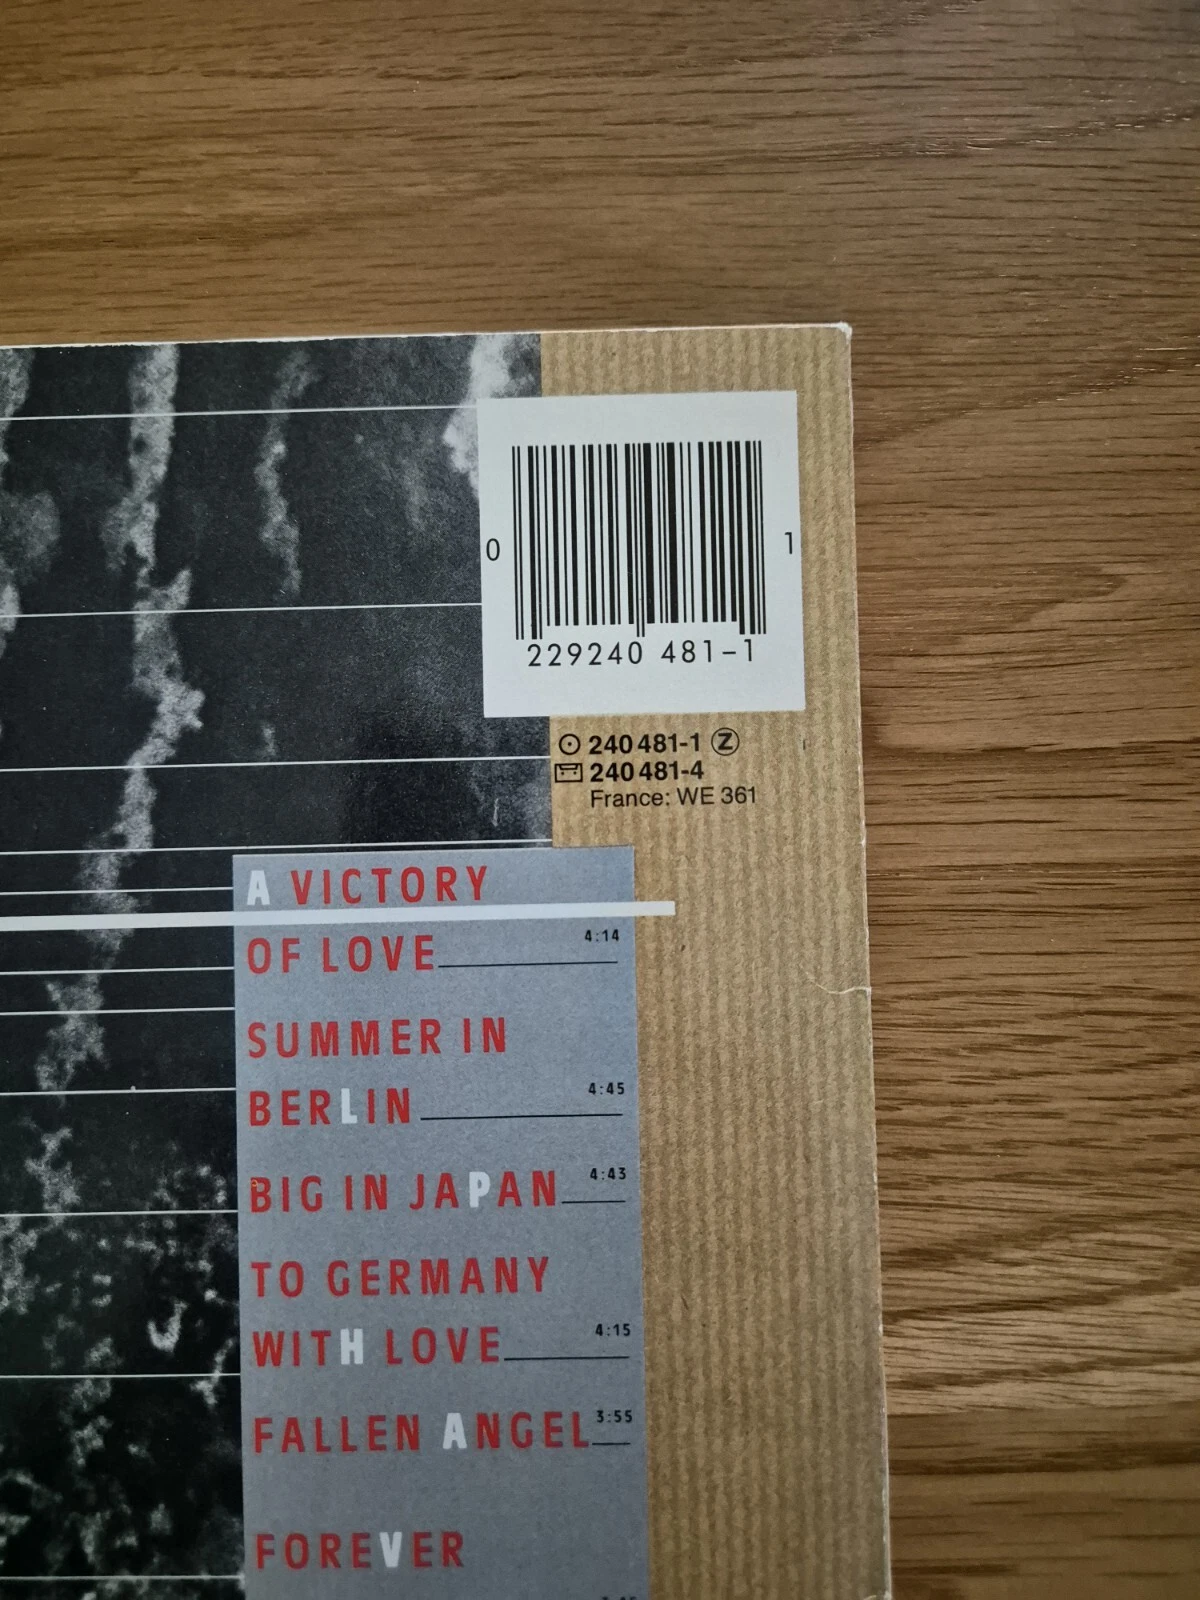 0 1
229240 481-1
240 481-1 Z
240 481-4
France: WE 361
A VICTORY
OF LOVE 4:14
SUMMER IN
BERLIN 4:45
BIG IN JAPAN 4:43
TO GERMANY
WITH LOVE 4:15
FALLEN ANGEL 3:55
FOREVER